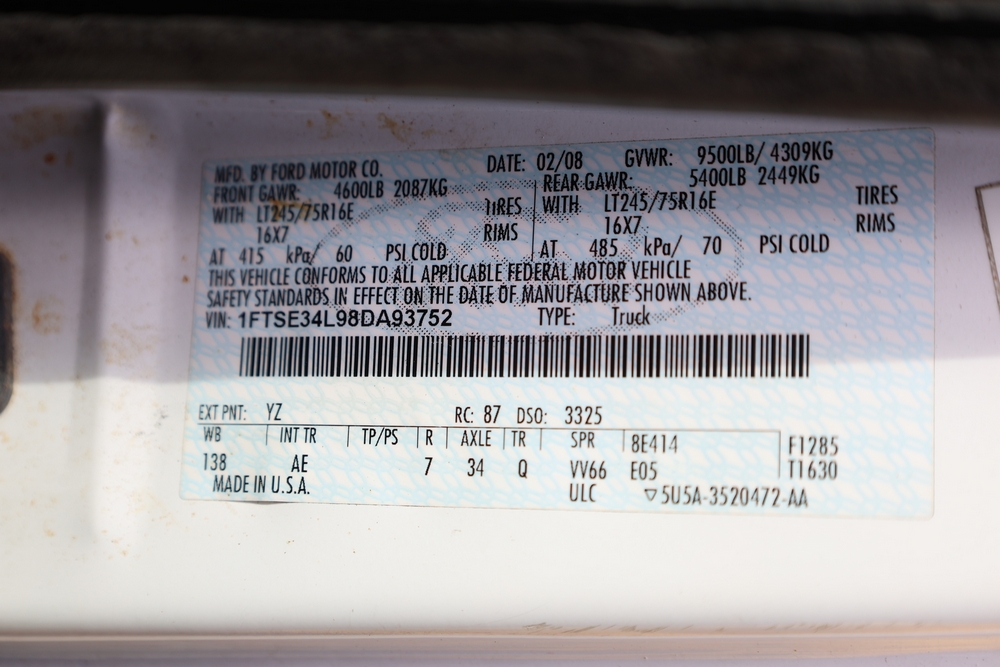 MFD. BY FORD MOTOR CO. DATE: 02/08 GVWR: 9500LB/ 4309KG
FRONT GAWR: 4600LB 2087KG REAR GAWR: 5400LB 2449KG
WITH LT245/75R16E TIRES WITH LT245/75R16E TIRES
16X7 RIMS 16X7 RIMS
AT 415 kPa/ 60 PSI COLD AT 485 kPa/ 70 PSI COLD
THIS VEHICLE CONFORMS TO ALL APPLICABLE FEDERAL MOTOR VEHICLE
SAFETY STANDARDS IN EFFECT ON THE DATE OF MANUFACTURE SHOWN ABOVE.
VIN: 1FTSE34L98DA93752 TYPE: Truck
EXT PNT: YZ RC: 87 DSO: 3325
WB INT TR TP/PS R AXLE TR SPR 8E414 F1285
138 AE 7 34 Q VV66 E05 T1630
MADE IN U.S.A. ULC ▽5U5A-3520472-AA